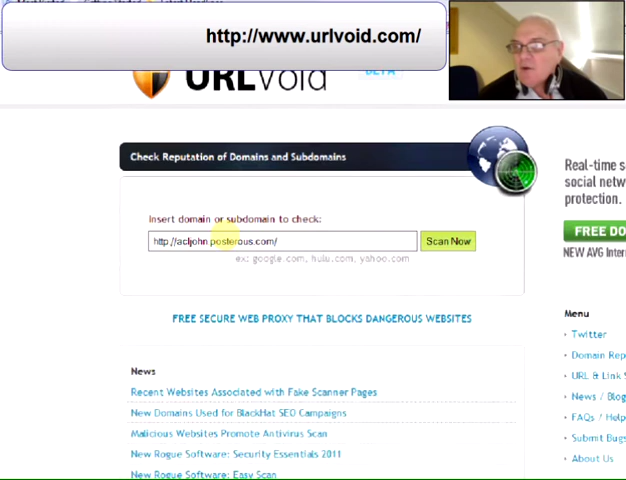 http://www.urlvoid.com/
URLVoid
BETA
Check Reputation of Domains and Subdomains
Insert domain or subdomain to check:
http://acljohn.posterous.com/
Scan Now
ex: google.com, hulu.com, yahoo.com
FREE SECURE WEB PROXY THAT BLOCKS DANGEROUS WEBSITES
News
Recent Websites Associated with Fake Scanner Pages
New Domains Used for BlackHat SEO Campaigns
Malicious Websites Promote Antivirus Scan
New Rogue Software: Security Essentials 2011
New Rogue Software: Easy Scan
Real-time s
social netw
protection.
FREE DO
NEW AVG Intern
Menu
Twitter
Domain Rep
URL & Link S
News / Blog
FAQs / Help
Submit Bugs
About Us